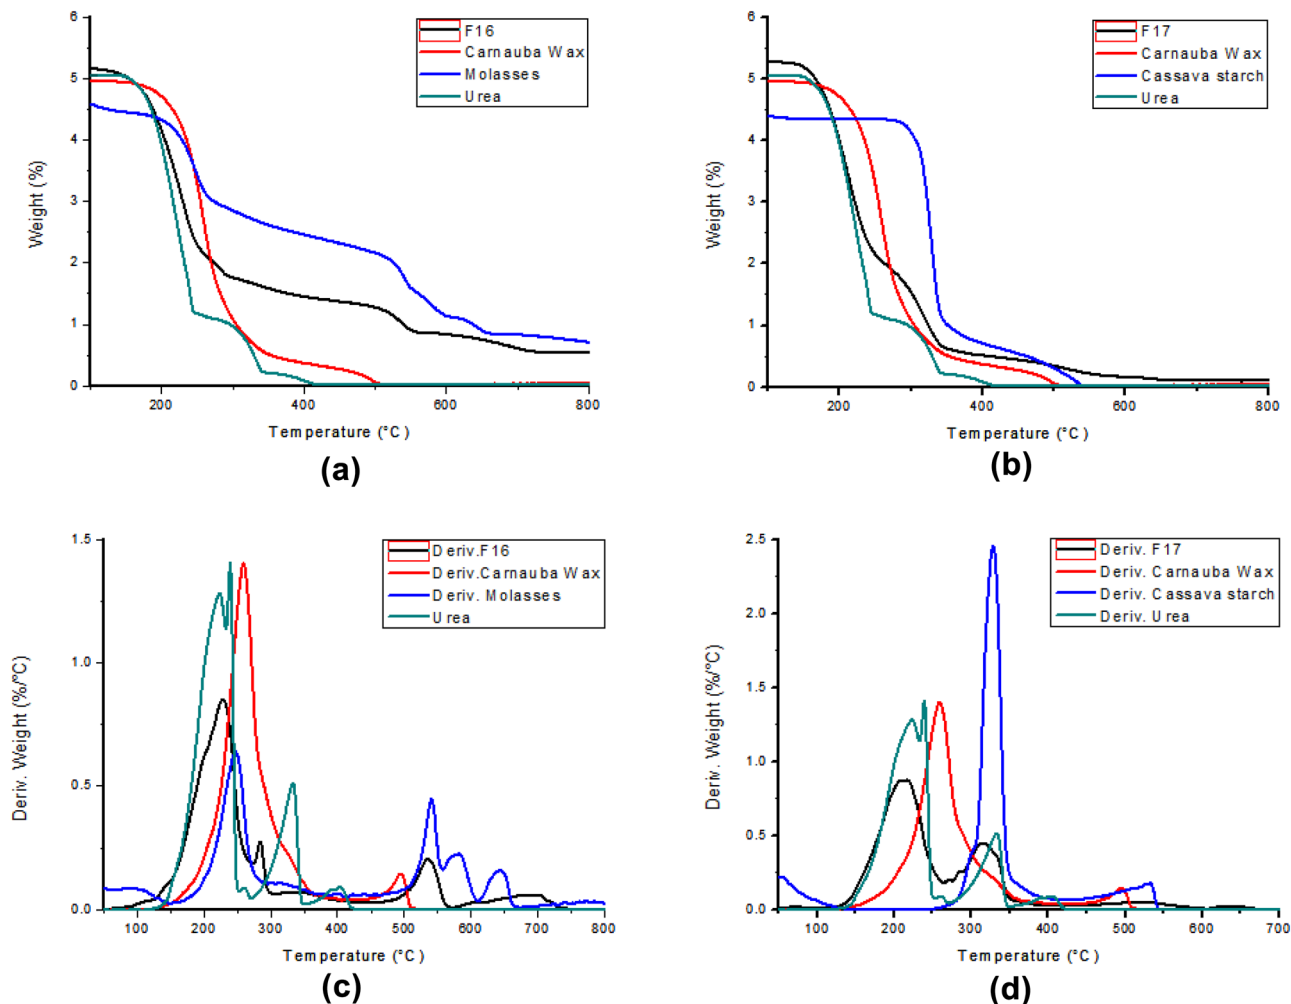 6
5
4
3
2
1
0
Weight (%)
F16
Carnauba Wax
Molasses
Urea
200 400 600 800
Temperature (°C)
(a)
6
5
4
3
2
1
0
Weight (%)
F17
Carnauba Wax
Cassava starch
Urea
200 400 600 800
Temperature (°C)
(b)
1.5
1.0
0.5
0.0
Deriv. Weight (%/°C)
Deriv.F16
Deriv.Carnauba Wax
Deriv. Molasses
Urea
100 200 300 400 500 600 700 800
Temperature (°C)
(c)
2.5
2.0
1.5
1.0
0.5
0.0
Deriv. Weight (%/°C)
Deriv. F17
Deriv. Carnauba Wax
Deriv. Cassava starch
Deriv. Urea
100 200 300 400 500 600 700
Temperature (°C)
(d)